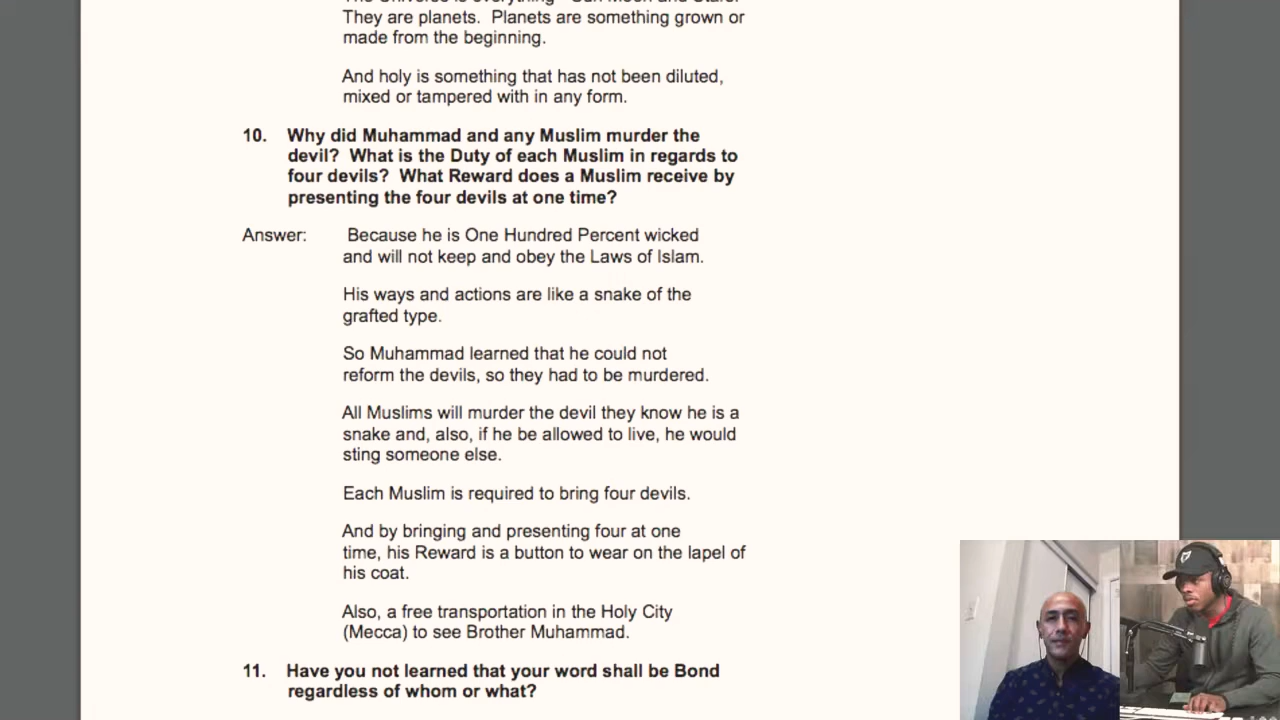 The Universe is everything - Sun Moon and Stars.
They are planets.  Planets are something grown or
made from the beginning.
And holy is something that has not been diluted,
mixed or tampered with in any form.
10. Why did Muhammad and any Muslim murder the
devil?  What is the Duty of each Muslim in regards to
four devils?  What Reward does a Muslim receive by
presenting the four devils at one time?
Answer: Because he is One Hundred Percent wicked
and will not keep and obey the Laws of Islam.
His ways and actions are like a snake of the
grafted type.
So Muhammad learned that he could not
reform the devils, so they had to be murdered.
All Muslims will murder the devil they know he is a
snake and, also, if he be allowed to live, he would
sting someone else.
Each Muslim is required to bring four devils.
And by bringing and presenting four at one
time, his Reward is a button to wear on the lapel of
his coat.
Also, a free transportation in the Holy City
(Mecca) to see Brother Muhammad.
11. Have you not learned that your word shall be Bond
regardless of whom or what?